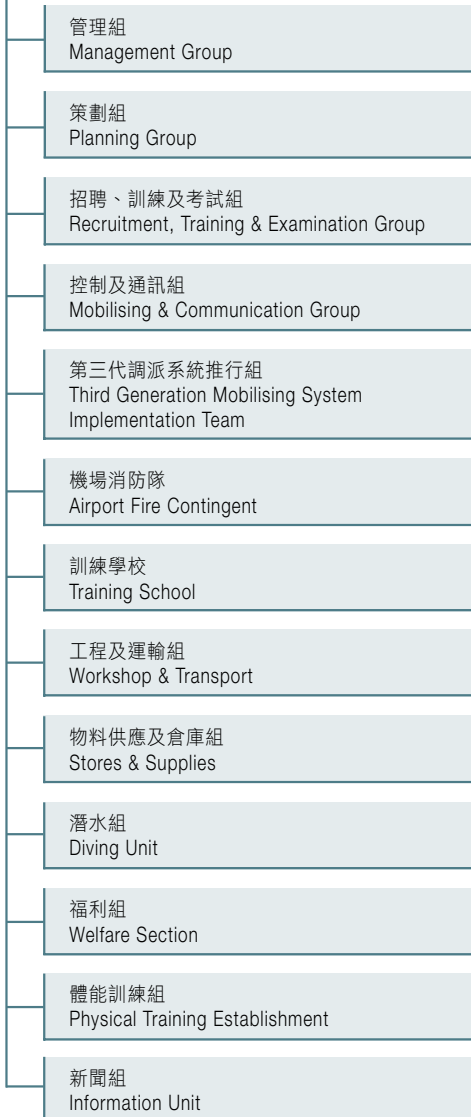 管理組
Management Group
策劃組
Planning Group
招聘、訓練及考試組
Recruitment, Training & Examination Group
控制及通訊組
Mobilising & Communication Group
第三代調派系統推行組
Third Generation Mobilising System
Implementation Team
機場消防隊
Airport Fire Contingent
訓練學校
Training School
工程及運輸組
Workshop & Transport
物料供應及倉庫組
Stores & Supplies
潛水組
Diving Unit
福利組
Welfare Section
體能訓練組
Physical Training Establishment
新聞組
Information Unit